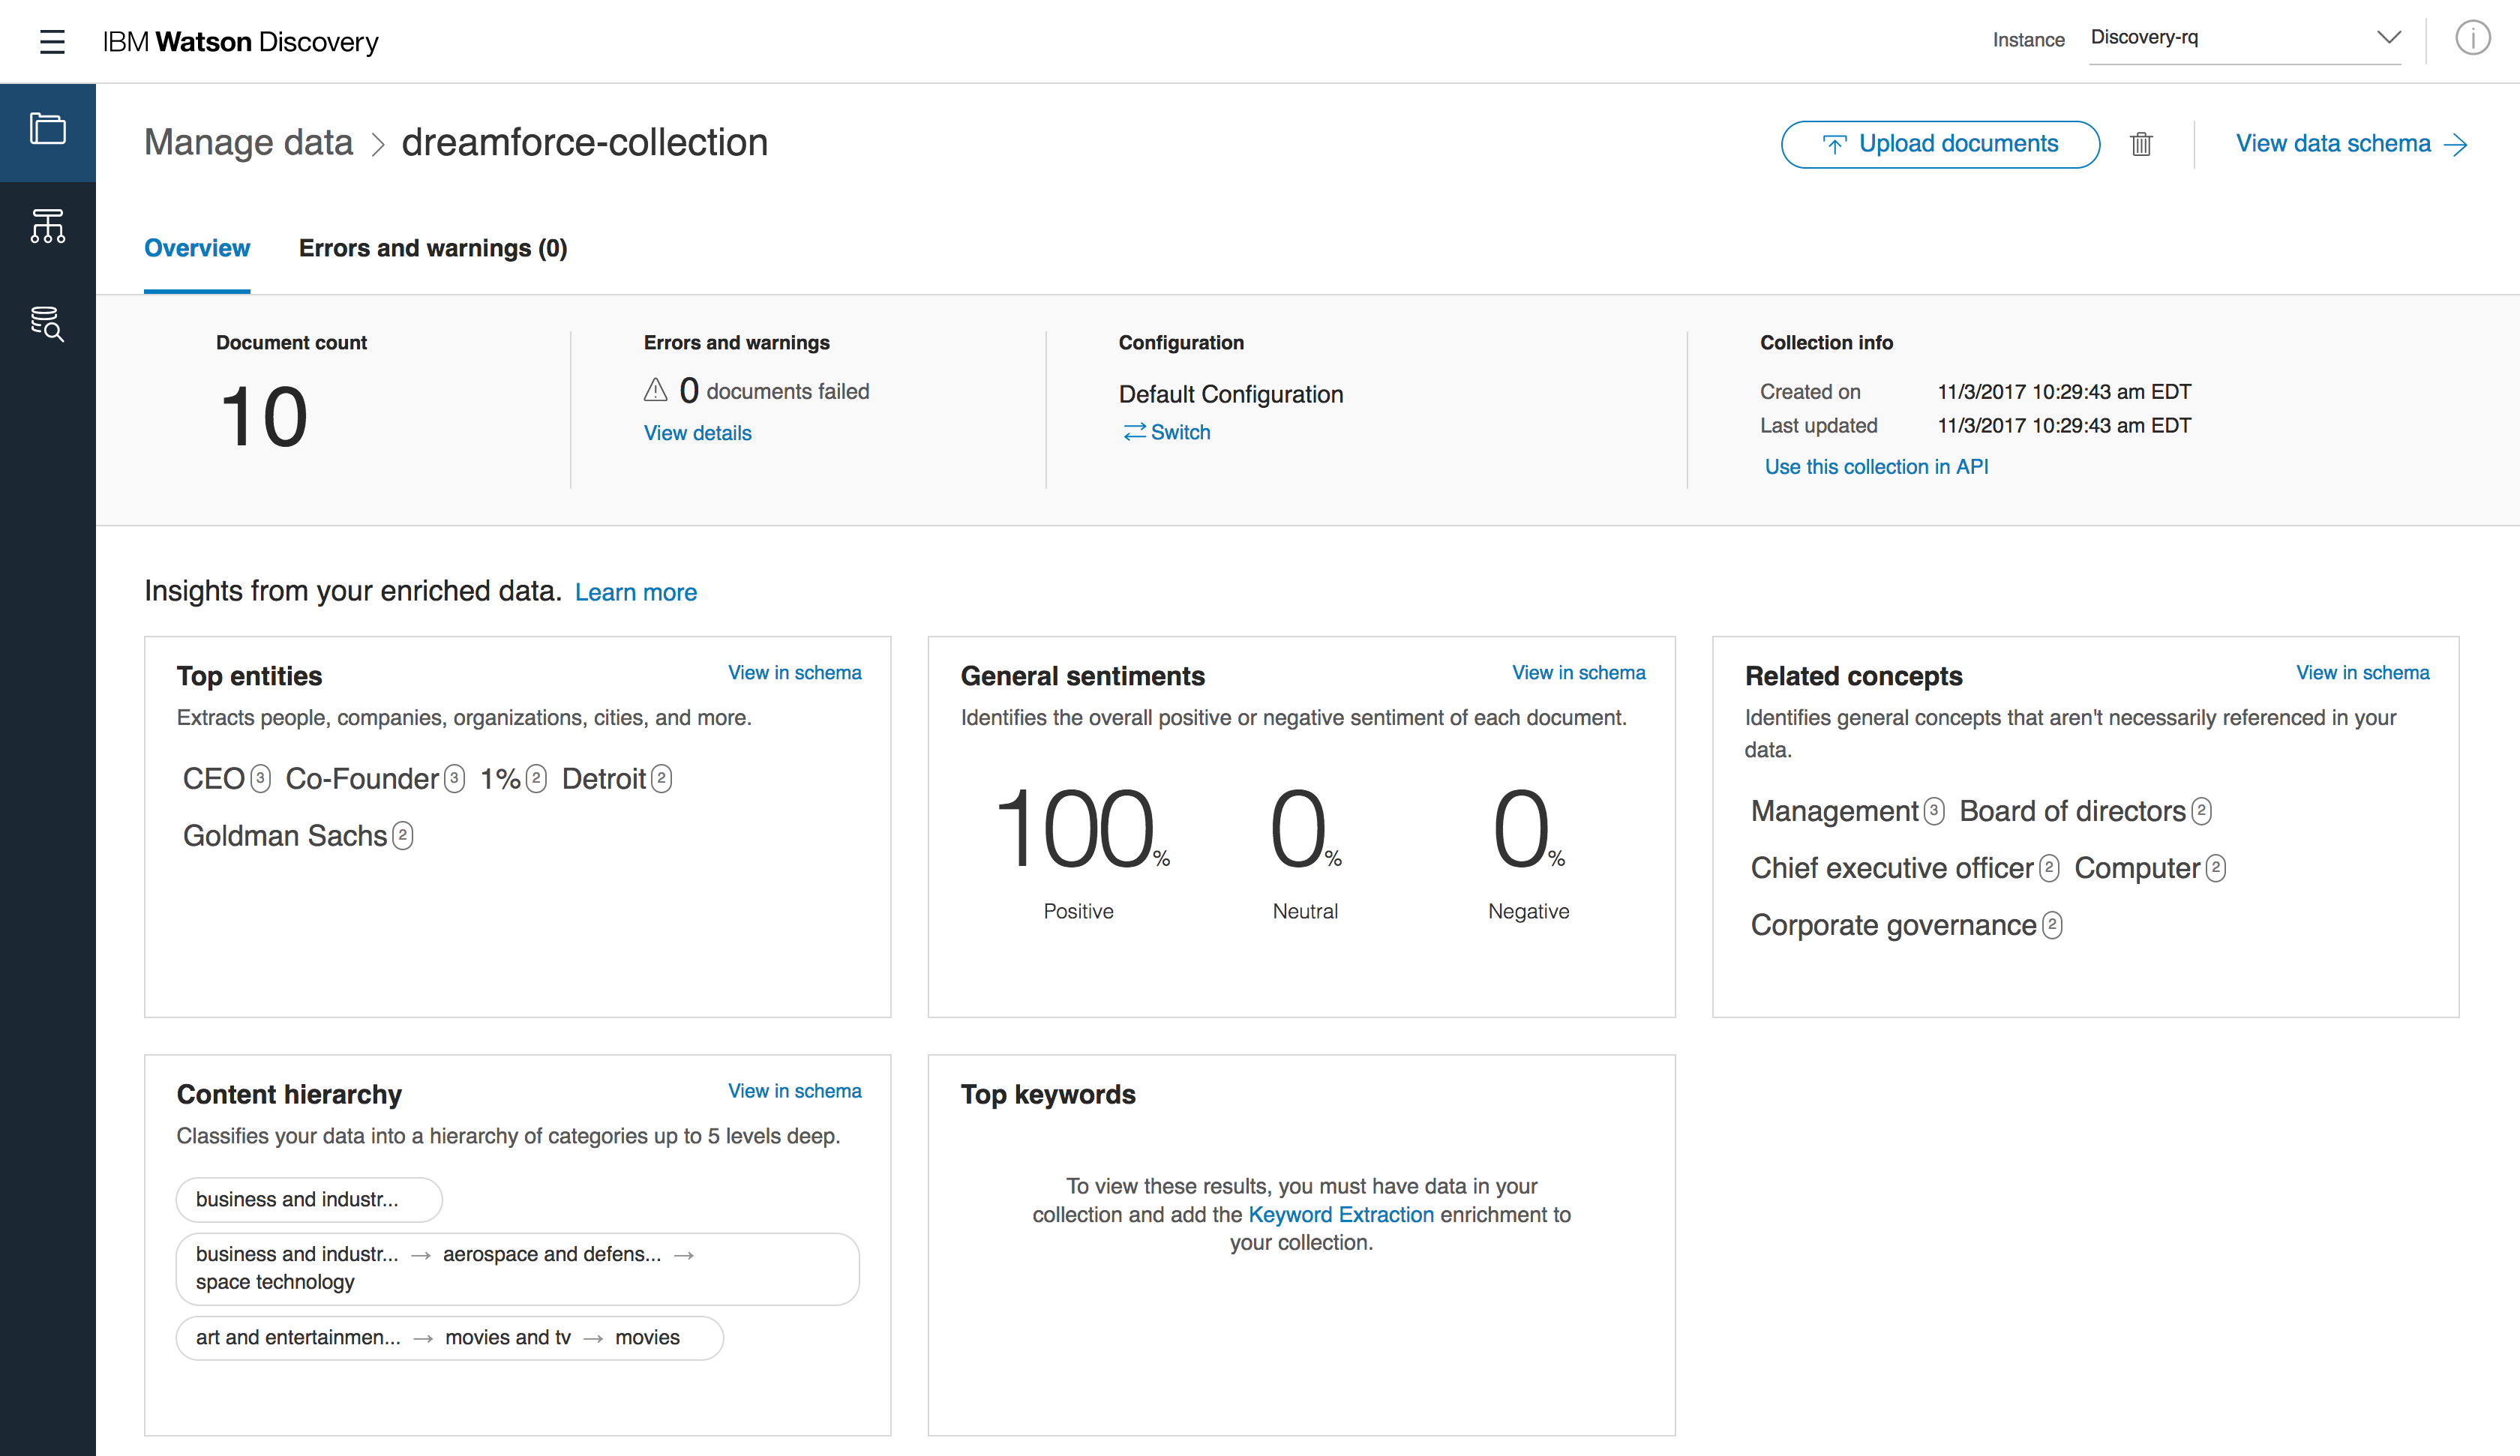 IBM Watson Discovery
Instance Discovery-rq
Manage data > dreamforce-collection
Upload documents
View data schema
Overview
Errors and warnings (0)
Document count
10
Errors and warnings
0 documents failed
View details
Configuration
Default Configuration
Switch
Collection info
Created on 11/3/2017 10:29:43 am EDT
Last updated 11/3/2017 10:29:43 am EDT
Use this collection in API
Insights from your enriched data. Learn more
Top entities
View in schema
Extracts people, companies, organizations, cities, and more.
CEO 3 Co-Founder 3 1% 2 Detroit 2
Goldman Sachs 2
General sentiments
View in schema
Identifies the overall positive or negative sentiment of each document.
100% 0% 0%
Positive Neutral Negative
Related concepts
View in schema
Identifies general concepts that aren't necessarily referenced in your
data.
Management 3 Board of directors 2
Chief executive officer 2 Computer 2
Corporate governance 2
Content hierarchy
View in schema
Classifies your data into a hierarchy of categories up to 5 levels deep.
business and industr...
business and industr... → aerospace and defens... →
space technology
art and entertainmen... → movies and tv → movies
Top keywords
To view these results, you must have data in your
collection and add the Keyword Extraction enrichment to
your collection.